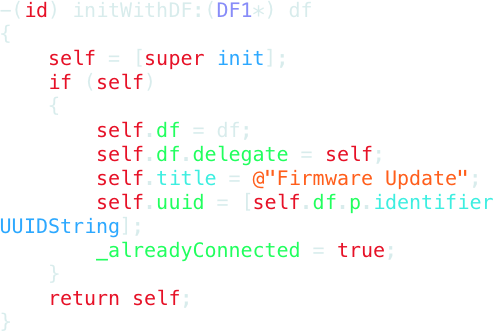 -(id) initWithDF:(DF1*) df
{
    self = [super init];
    if (self)
    {
        self.df = df;
        self.df.delegate = self;
        self.title = @"Firmware Update";
        self.uuid = [self.df.p.identifier
UUIDString];
        _alreadyConnected = true;
    }
    return self;
}